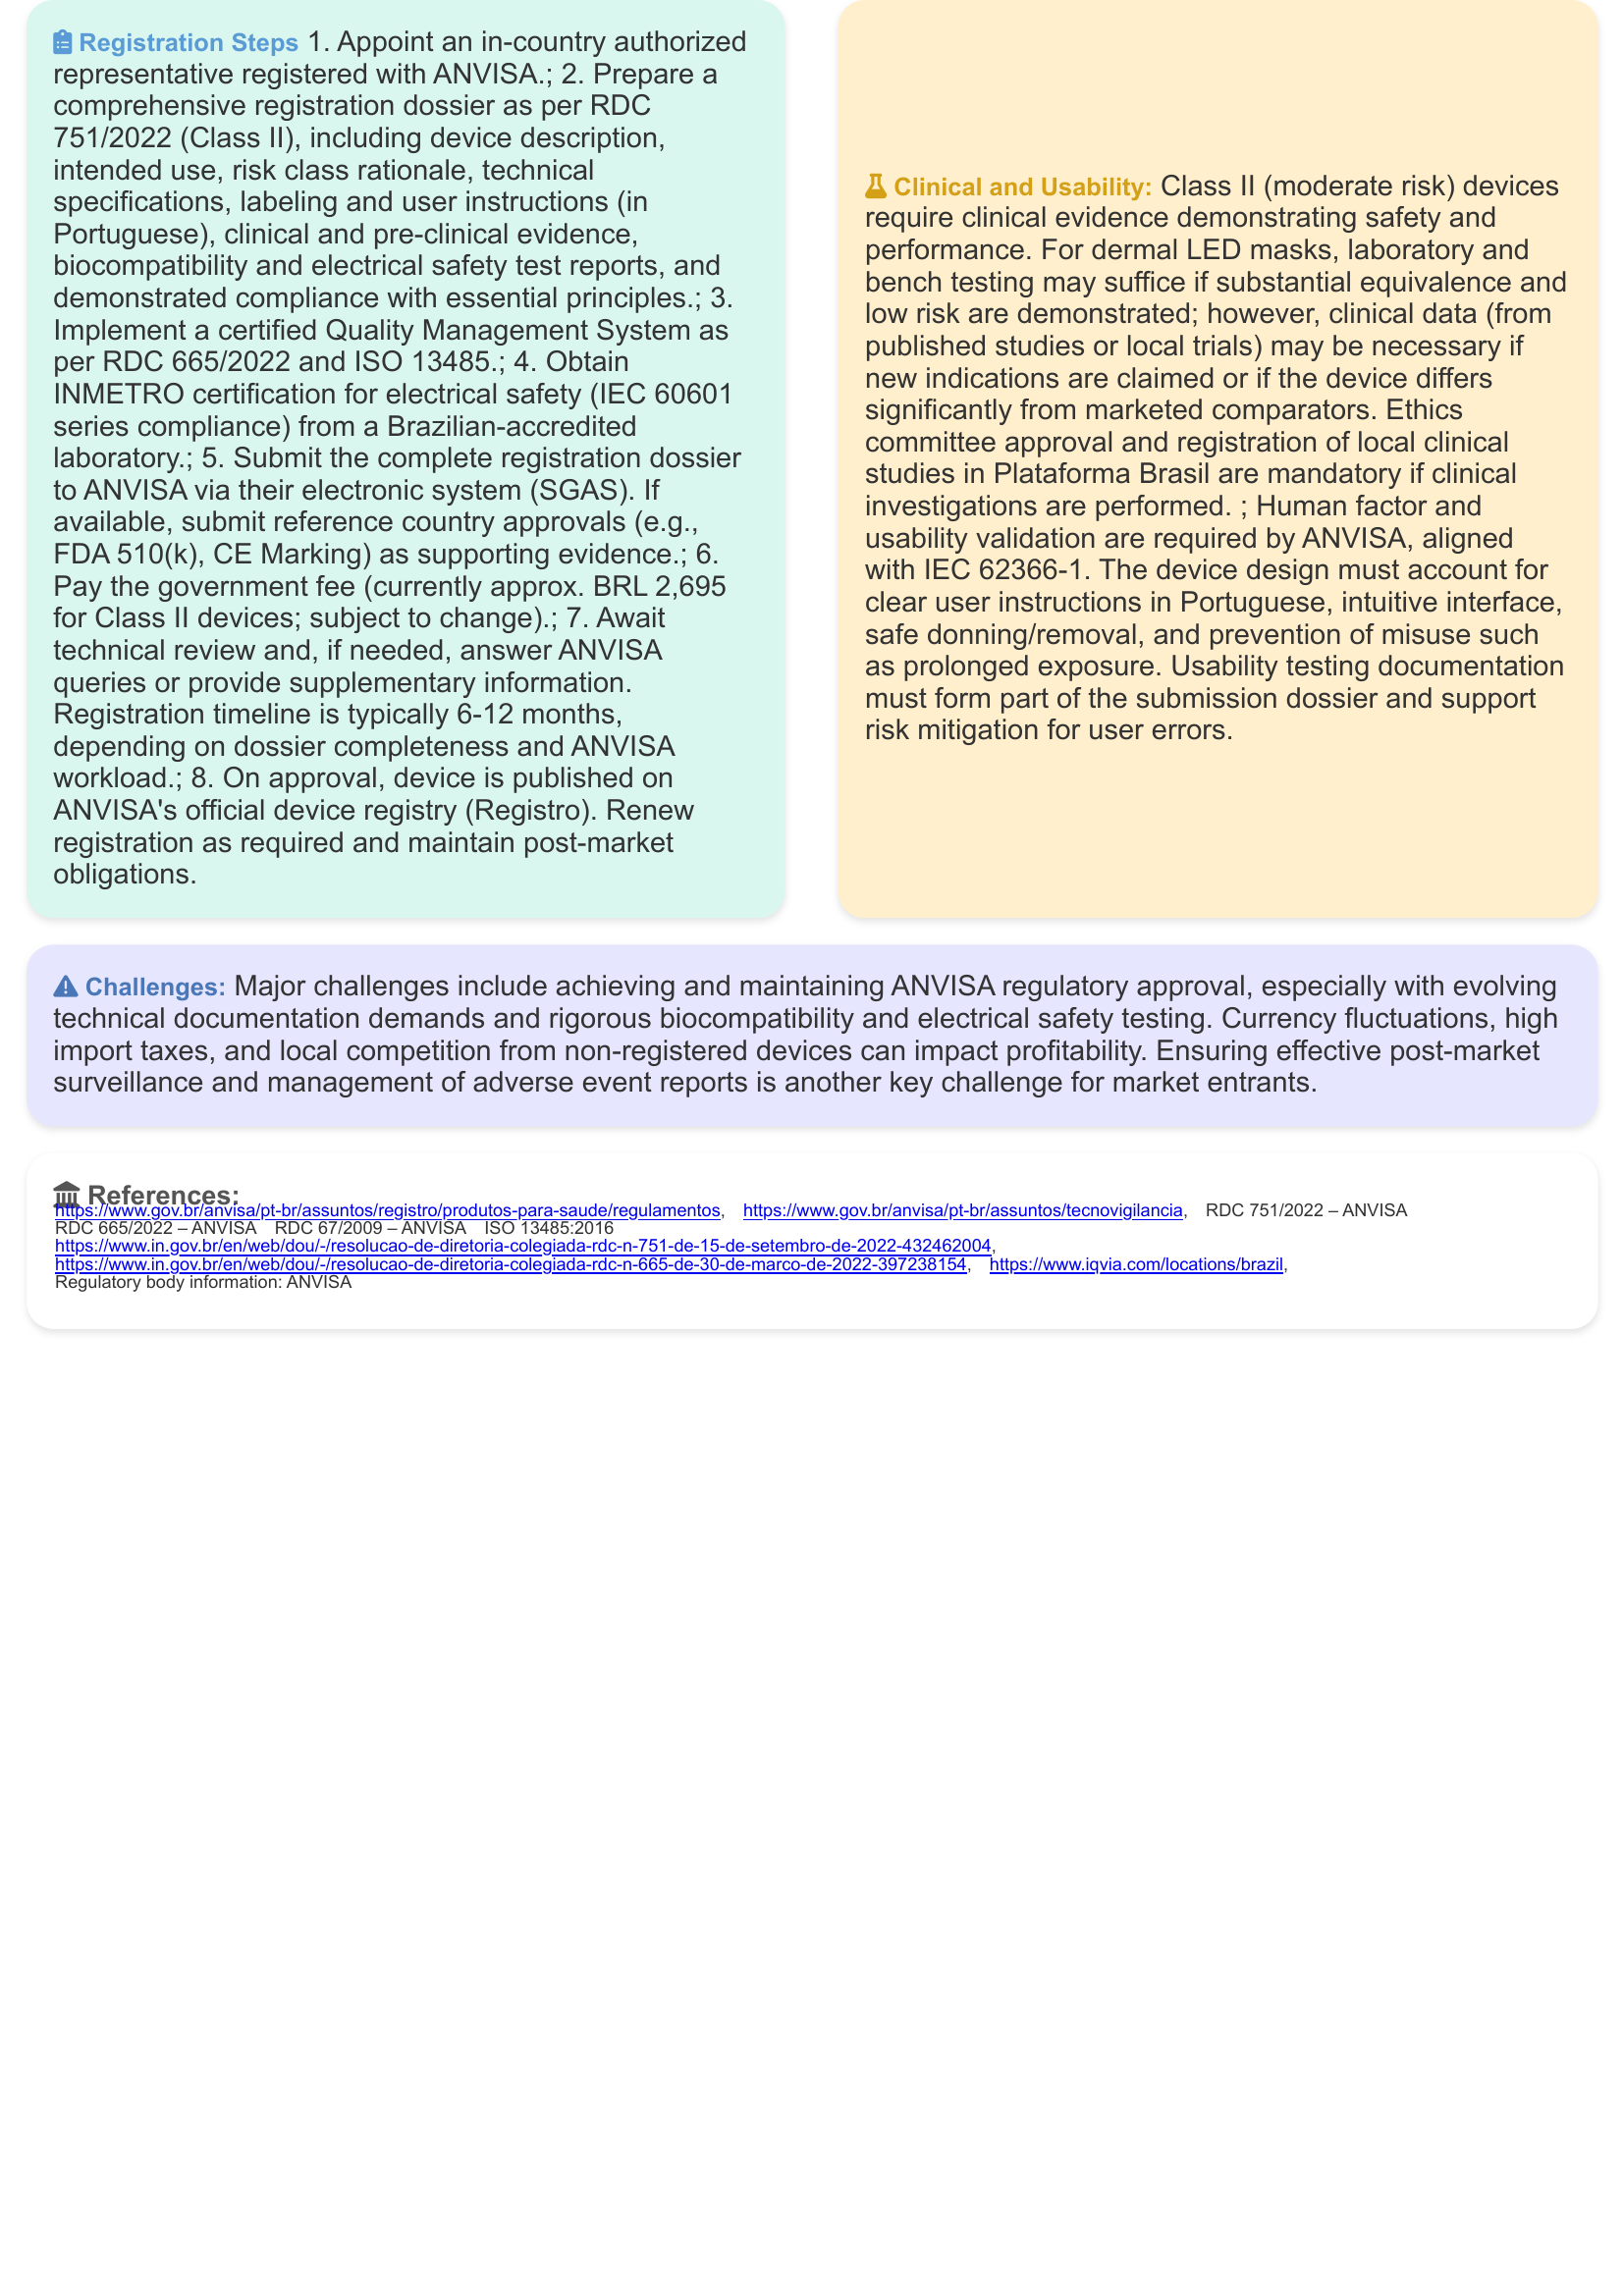 Registration Steps 1. Appoint an in-country authorized
representative registered with ANVISA.; 2. Prepare a
comprehensive registration dossier as per RDC
751/2022 (Class II), including device description,
intended use, risk class rationale, technical
specifications, labeling and user instructions (in
Portuguese), clinical and pre-clinical evidence,
biocompatibility and electrical safety test reports, and
demonstrated compliance with essential principles.; 3.
Implement a certified Quality Management System as
per RDC 665/2022 and ISO 13485.; 4. Obtain
INMETRO certification for electrical safety (IEC 60601
series compliance) from a Brazilian-accredited
laboratory.; 5. Submit the complete registration dossier
to ANVISA via their electronic system (SGAS). If
available, submit reference country approvals (e.g.,
FDA 510(k), CE Marking) as supporting evidence.; 6.
Pay the government fee (currently approx. BRL 2,695
for Class II devices; subject to change).; 7. Await
technical review and, if needed, answer ANVISA
queries or provide supplementary information.
Registration timeline is typically 6-12 months,
depending on dossier completeness and ANVISA
workload.; 8. On approval, device is published on
ANVISA's official device registry (Registro). Renew
registration as required and maintain post-market
obligations.
Clinical and Usability: Class II (moderate risk) devices
require clinical evidence demonstrating safety and
performance. For dermal LED masks, laboratory and
bench testing may suffice if substantial equivalence and
low risk are demonstrated; however, clinical data (from
published studies or local trials) may be necessary if
new indications are claimed or if the device differs
significantly from marketed comparators. Ethics
committee approval and registration of local clinical
studies in Plataforma Brasil are mandatory if clinical
investigations are performed. ; Human factor and
usability validation are required by ANVISA, aligned
with IEC 62366-1. The device design must account for
clear user instructions in Portuguese, intuitive interface,
safe donning/removal, and prevention of misuse such
as prolonged exposure. Usability testing documentation
must form part of the submission dossier and support
risk mitigation for user errors.
Challenges: Major challenges include achieving and maintaining ANVISA regulatory approval, especially with evolving
technical documentation demands and rigorous biocompatibility and electrical safety testing. Currency fluctuations, high
import taxes, and local competition from non-registered devices can impact profitability. Ensuring effective post-market
surveillance and management of adverse event reports is another key challenge for market entrants.
References:
https://www.gov.br/anvisa/pt-br/assuntos/registro/produtos-para-saude/regulamentos, https://www.gov.br/anvisa/pt-br/assuntos/tecnovigilancia, RDC 751/2022 – ANVISA
RDC 665/2022 – ANVISA RDC 67/2009 – ANVISA ISO 13485:2016
https://www.in.gov.br/en/web/dou/-/resolucao-de-diretoria-colegiada-rdc-n-751-de-15-de-setembro-de-2022-432462004,
https://www.in.gov.br/en/web/dou/-/resolucao-de-diretoria-colegiada-rdc-n-665-de-30-de-marco-de-2022-397238154, https://www.iqvia.com/locations/brazil,
Regulatory body information: ANVISA